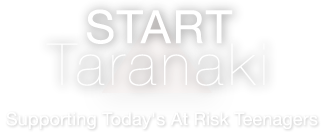 START
Taranaki
Supporting Today's At Risk Teenagers